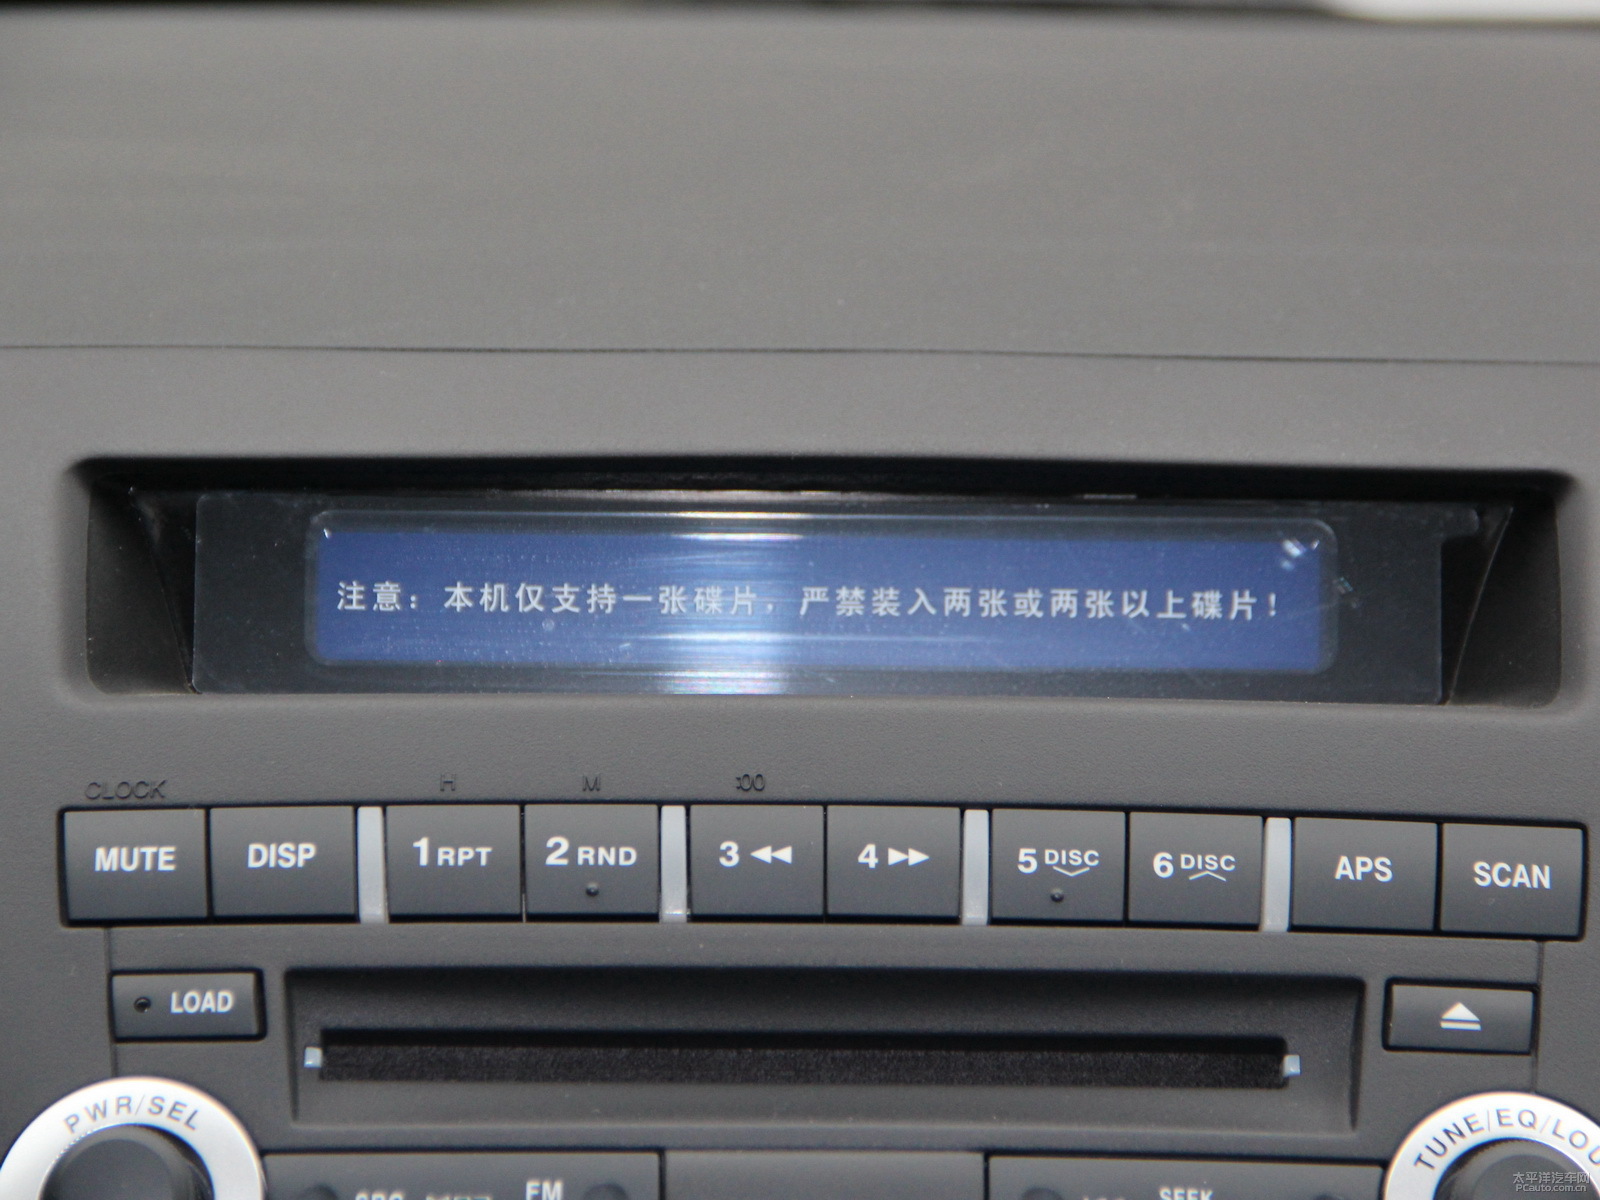 注意：本机仅支持一张碟片，严禁装入两张或两张以上碟片！
CLOCK H M :00
MUTE DISP 1 RPT 2 RND 3 ◀◀ 4 ▶▶ 5 DISC 6 DISC APS SCAN
LOAD
PWR/SEL
TUNE/EQ/LOU
FM
SEEK
太平洋汽车网
PCauto.com.cn